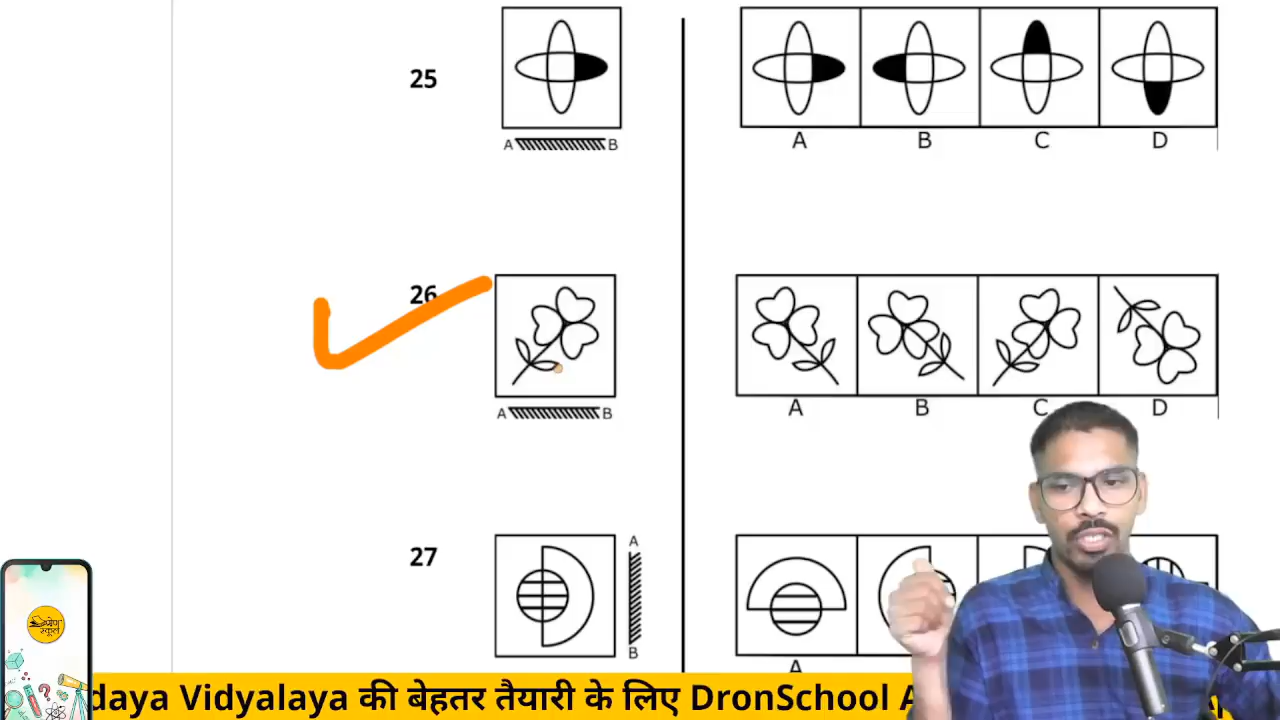 25
A B
A B C D
26
A B
A B C D
27
A
B
A
द्रोण
स्कूल
daya Vidyalaya की बेहतर तैयारी के लिए DronSchool